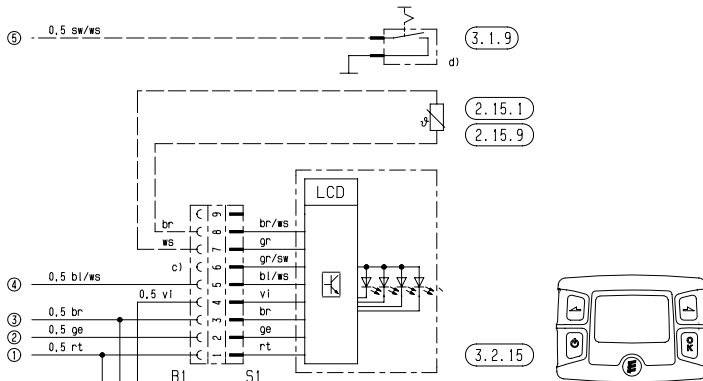 5 0,5 sw/ws
3.1.9
d)
2.15.1
ϑ
2.15.9
LCD
9
br 8 br/ws
ws 7 gr
c) 6 gr/sw
4 0,5 bl/ws 5 bl/ws
0,5 vi 4 vi
3 0,5 br 3 br
2 0,5 ge 2 ge
1 0,5 rt 1 rt
3.2.15
OK
B1 S1